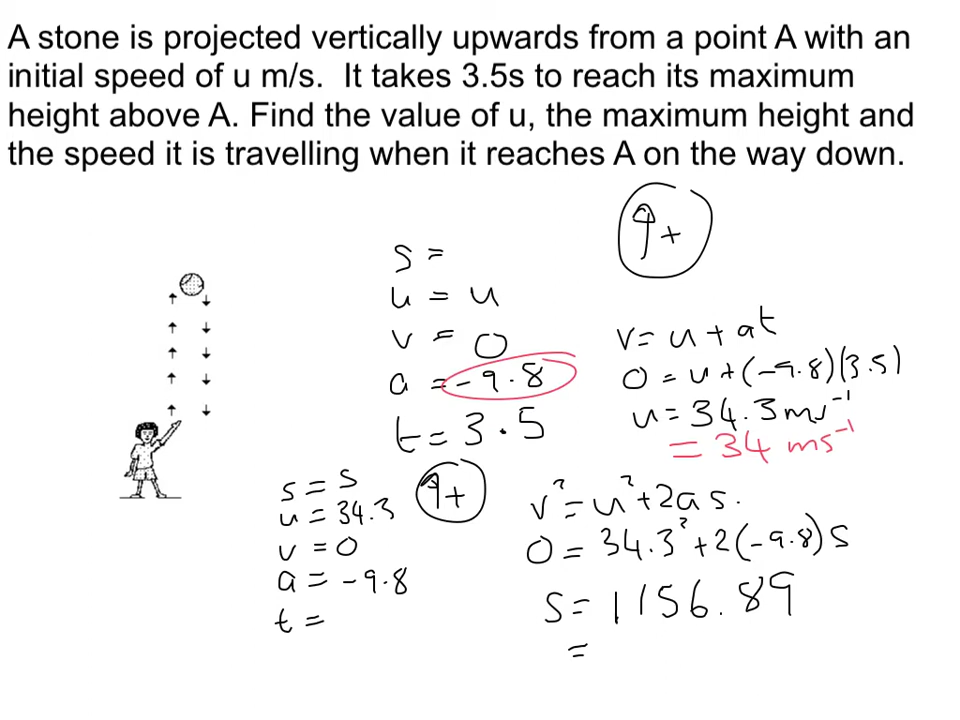 A stone is projected vertically upwards from a point A with an
initial speed of u m/s. It takes 3.5s to reach its maximum
height above A. Find the value of u, the maximum height and
the speed it is travelling when it reaches A on the way down.
↑+
s =
u = u
v = 0
a = -9.8
t = 3.5
v = u + at
0 = u + (-9.8)(3.5)
u = 34.3 ms⁻¹
= 34 ms⁻¹
↑+
s = s
u = 34.3
v = 0
a = -9.8
t =
v² = u² + 2as.
0 = 34.3² + 2(-9.8)s
s = 1156.89
=